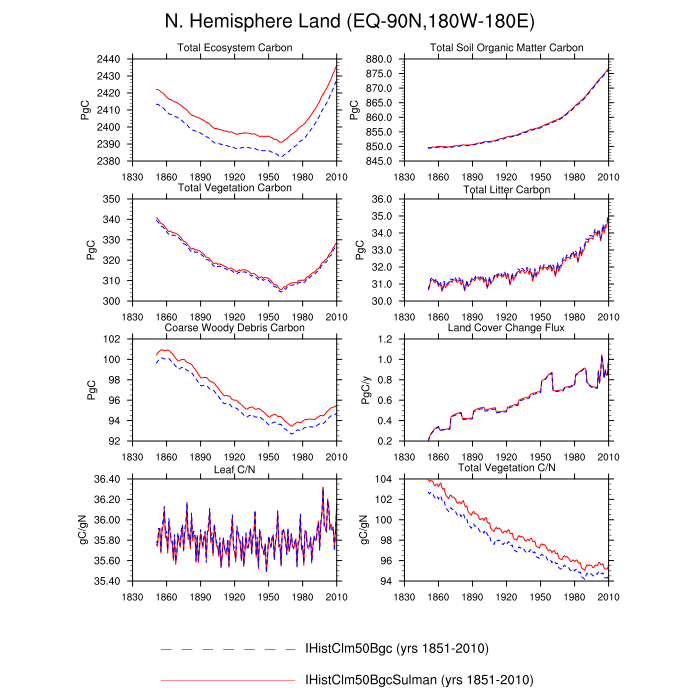 N. Hemisphere Land (EQ-90N,180W-180E)
Total Ecosystem Carbon
PgC
2440
2430
2420
2410
2400
2390
2380
1830 1860 1890 1920 1950 1980 2010
Total Soil Organic Matter Carbon
PgC
880.0
875.0
870.0
865.0
860.0
855.0
850.0
845.0
1830 1860 1890 1920 1950 1980 2010
Total Vegetation Carbon
PgC
350
340
330
320
310
300
1830 1860 1890 1920 1950 1980 2010
Total Litter Carbon
PgC
36.0
35.0
34.0
33.0
32.0
31.0
30.0
1830 1860 1890 1920 1950 1980 2010
Coarse Woody Debris Carbon
PgC
102
100
98
96
94
92
1830 1860 1890 1920 1950 1980 2010
Land Cover Change Flux
PgC/y
1.2
1.0
0.8
0.6
0.4
0.2
1830 1860 1890 1920 1950 1980 2010
Leaf C/N
gC/gN
36.40
36.20
36.00
35.80
35.60
35.40
1830 1860 1890 1920 1950 1980 2010
Total Vegetation C/N
gC/gN
104
102
100
98
96
94
1830 1860 1890 1920 1950 1980 2010
IHistClm50Bgc (yrs 1851-2010)
IHistClm50BgcSulman (yrs 1851-2010)